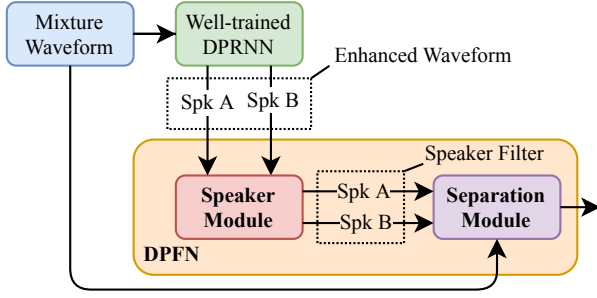 Mixture
Waveform
Well-trained
DPRNN
Enhanced Waveform
Spk A
Spk B
Speaker Filter
Speaker
Module
Spk A
Spk B
Separation
Module
DPFN